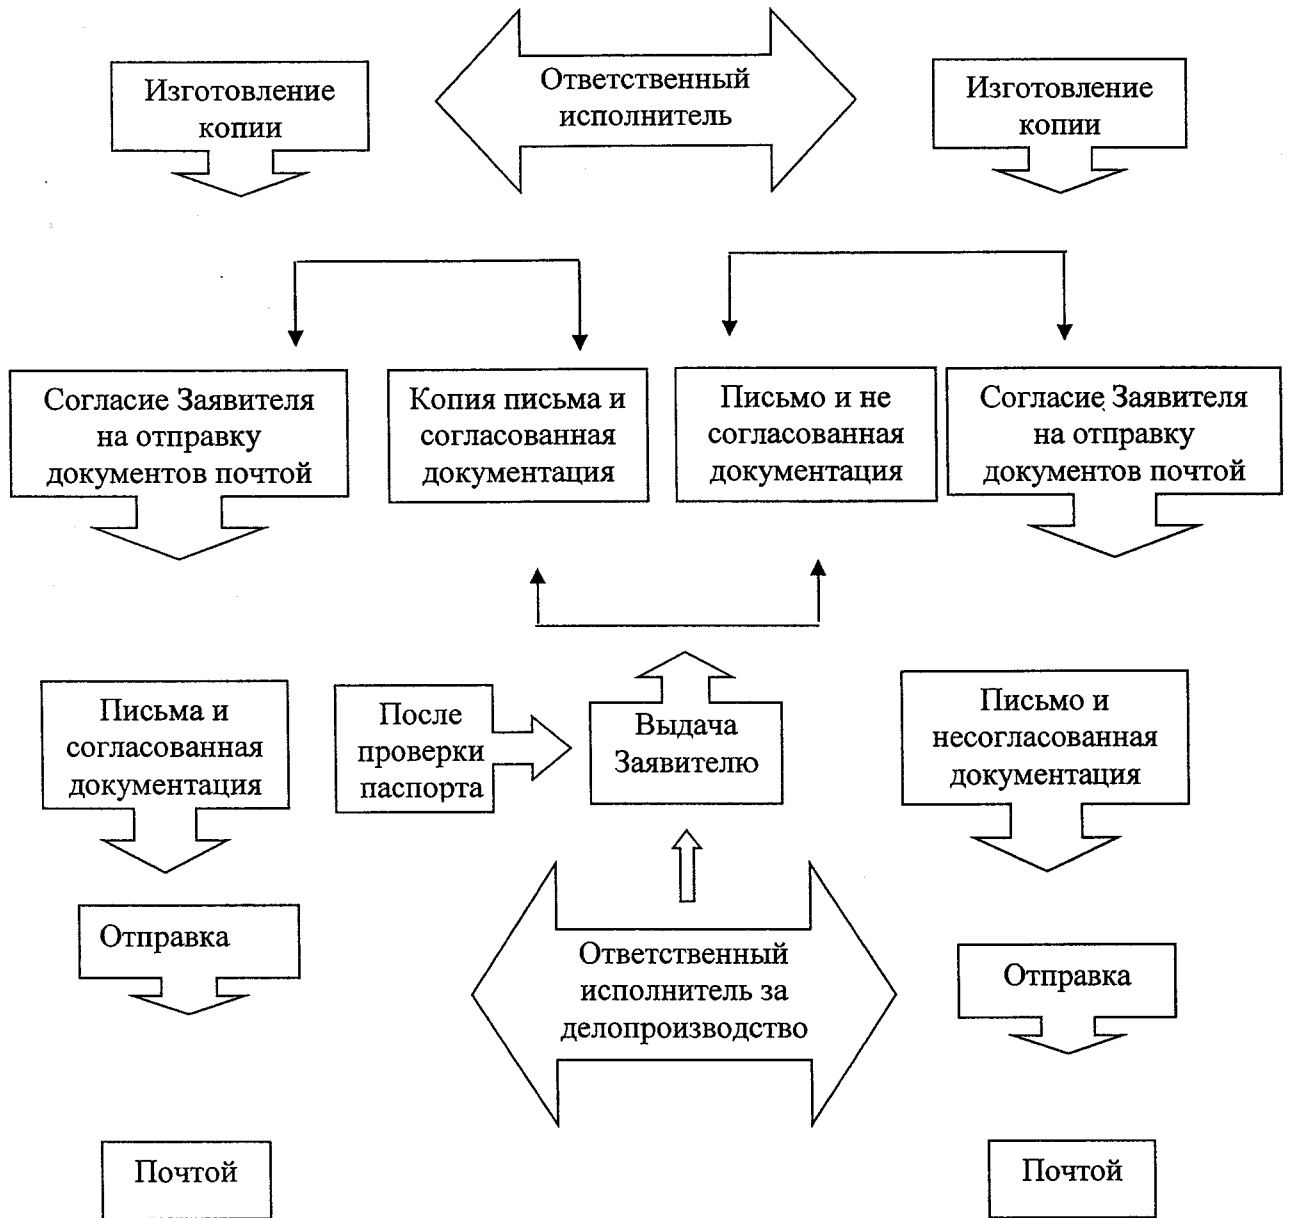 Изготовление
копии
Ответственный
исполнитель
Изготовление
копии
Согласие Заявителя
на отправку
документов почтой
Копия письма и
согласованная
документация
Письмо и не
согласованная
документация
Согласие Заявителя
на отправку
документов почтой
Письма и
согласованная
документация
После
проверки
паспорта
Выдача
Заявителю
Письмо и
несогласованная
документация
Отправка
Ответственный
исполнитель за
делопроизводство
Отправка
Почтой
Почтой